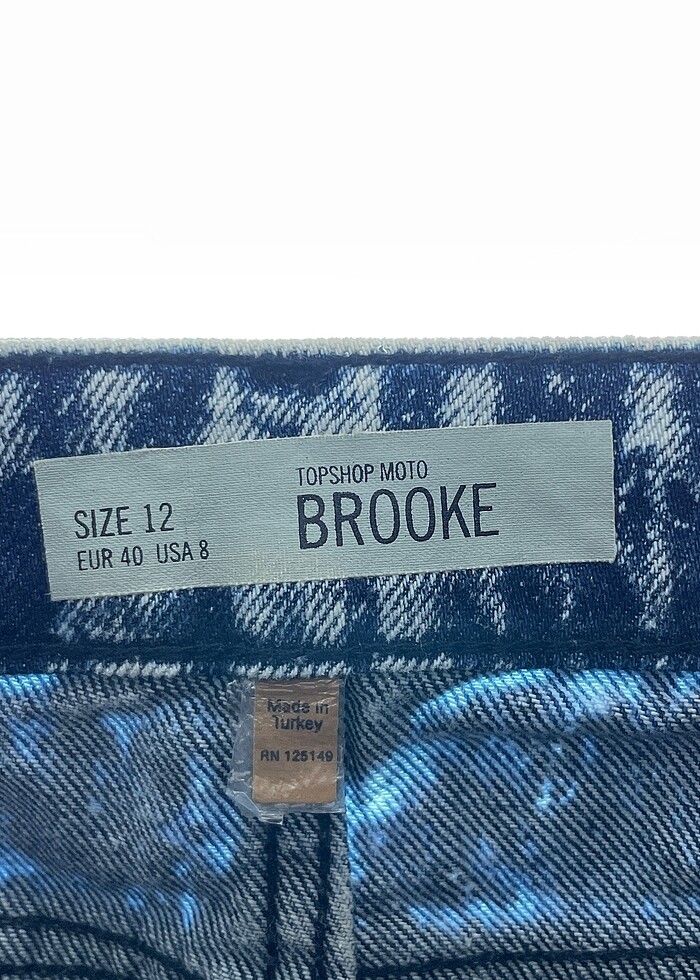 TOPSHOP MOTO
BROOKE
SIZE 12
EUR 40 USA 8
Made in
Turkey
RN 125149